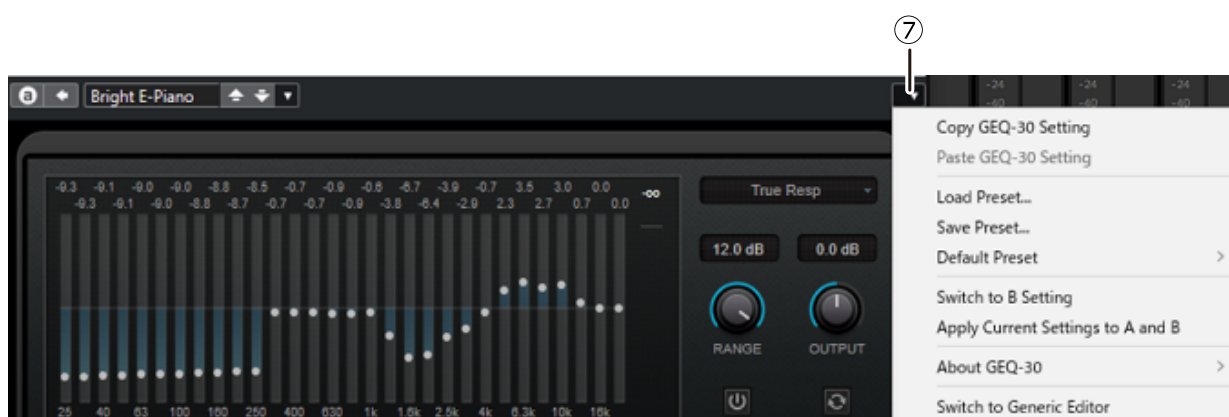 ⑦
a Bright E-Piano
-24 -24 -24
-40 -40 -40
Copy GEQ-30 Setting
Paste GEQ-30 Setting
Load Preset...
Save Preset...
Default Preset
Switch to B Setting
Apply Current Settings to A and B
About GEQ-30
Switch to Generic Editor
-9.3 -9.1 -9.0 -9.0 -8.8 -8.5 -0.7 -0.9 -0.6 -6.7 -3.9 -0.7 3.5 3.0 0.0 -∞
-9.3 -9.1 -9.0 -8.8 -8.7 -0.7 -0.7 -0.9 -3.8 -6.4 -2.9 2.3 2.7 0.7 0.0
True Resp
12.0 dB 0.0 dB
RANGE OUTPUT
25 40 63 100 160 250 400 630 1k 1.6k 2.5k 4k 6.3k 10k 16k